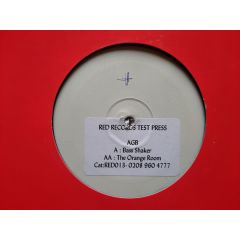 RED RECORDS TEST PRESS
AGB
A : Bass Shaker
AA : The Orange Room
Cat:RED013- 0208 960 4777